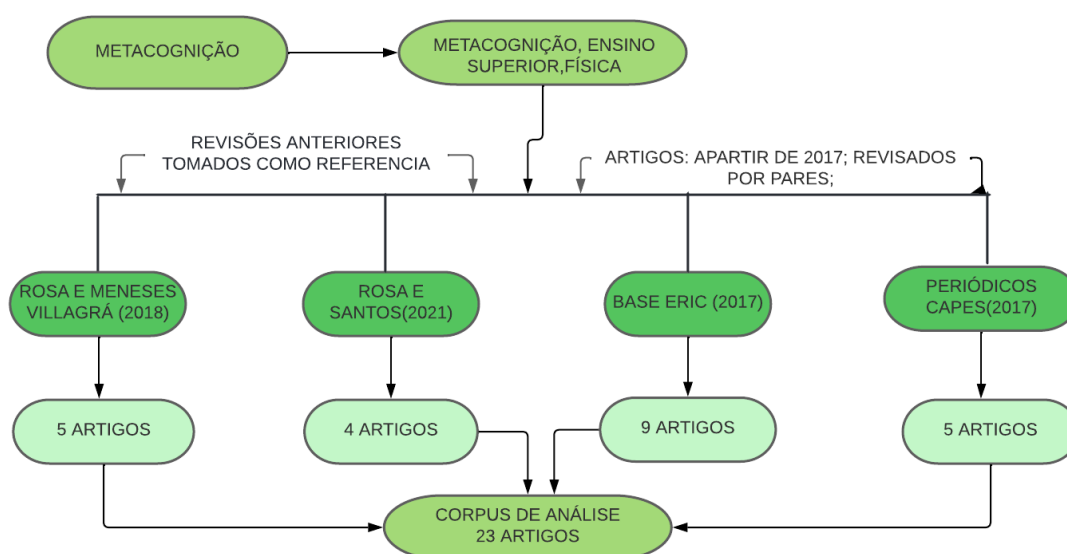 METACOGNIÇÃO
METACOGNIÇÃO, ENSINO
SUPERIOR,FÍSICA
REVISÕES ANTERIORES
TOMADOS COMO REFERENCIA
ARTIGOS: APARTIR DE 2017; REVISADOS
POR PARES;
ROSA E MENESES
VILLAGRÁ (2018)
ROSA E
SANTOS(2021)
BASE ERIC (2017)
PERIÓDICOS
CAPES(2017)
5 ARTIGOS
4 ARTIGOS
9 ARTIGOS
5 ARTIGOS
CORPUS DE ANÁLISE
23 ARTIGOS